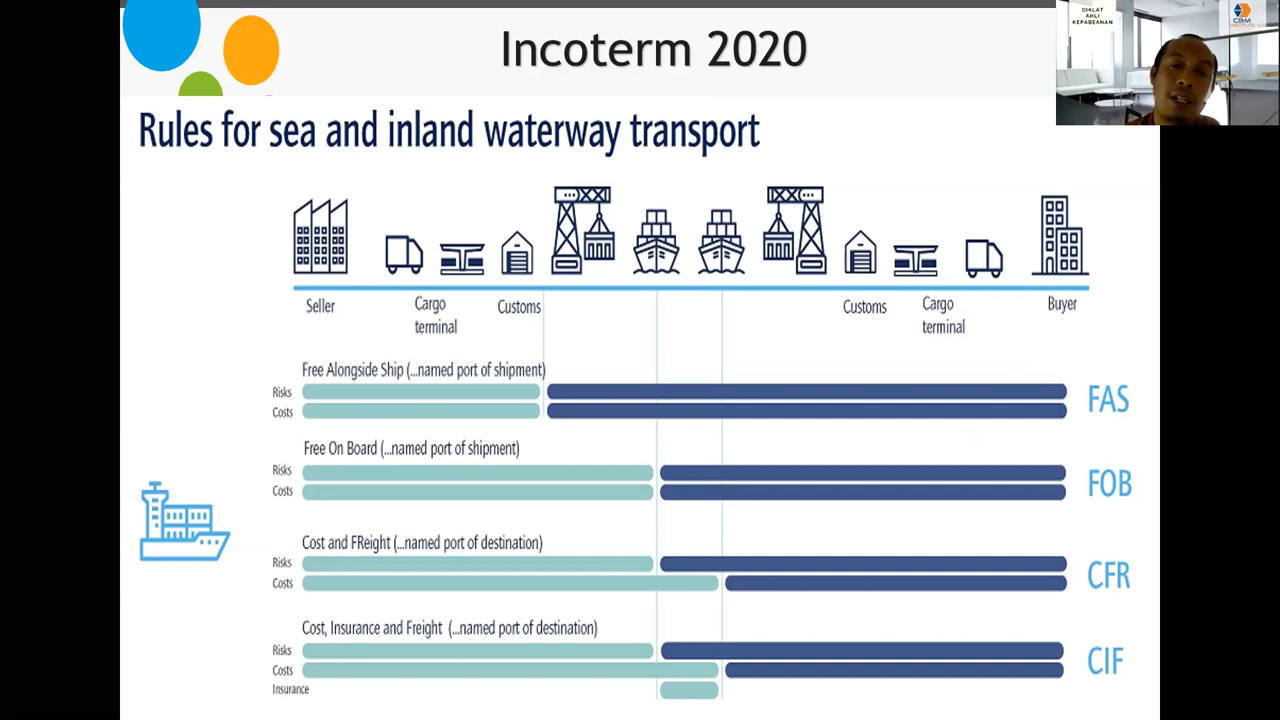 Incoterm 2020
DIKLAT
AHLI
KEPABEANAN
CBM
Rules for sea and inland waterway transport
Seller
Cargo
terminal
Customs
Customs
Cargo
terminal
Buyer
Free Alongside Ship (...named port of shipment)
Risks
Costs
FAS
Free On Board (...named port of shipment)
Risks
Costs
FOB
Cost and FReight (...named port of destination)
Risks
Costs
CFR
Cost, Insurance and Freight (...named port of destination)
Risks
Costs
Insurance
CIF